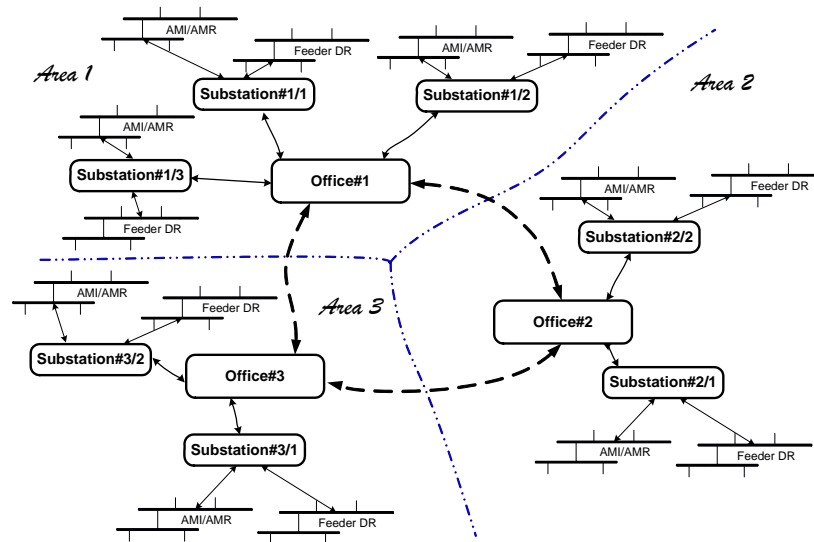 AMI/AMR
Feeder DR
AMI/AMR
Feeder DR
Area 1
Substation#1/1
Substation#1/2
Area 2
AMI/AMR
Substation#1/3
Office#1
AMI/AMR
Feeder DR
Feeder DR
Substation#2/2
AMI/AMR
Feeder DR
Area 3
Office#2
Substation#3/2
Office#3
Substation#2/1
Substation#3/1
AMI/AMR
Feeder DR
AMI/AMR
Feeder DR